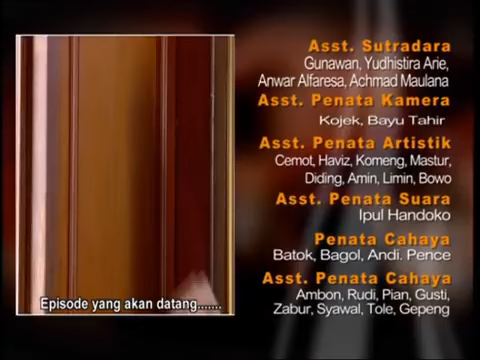 Asst. Sutradara
Gunawan, Yudhistira Arie,
Anwar Alfaresa, Achmad Maulana
Asst. Penata Kamera
Kojek, Bayu Tahir
Asst. Penata Artistik
Cemot, Haviz, Komeng, Mastur,
Diding, Amin, Limin, Bowo
Asst. Penata Suara
Ipul Handoko
Penata Cahaya
Batok, Bagol, Andi. Pence
Asst. Penata Cahaya
Ambon, Rudi, Pian, Gusti,
Zabur, Syawal, Tole, Gepeng
Episode yang akan datang.......